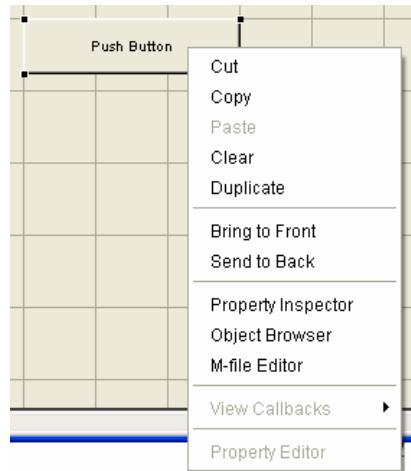 Push Button
Cut
Copy
Paste
Clear
Duplicate
Bring to Front
Send to Back
Property Inspector
Object Browser
M-file Editor
View Callbacks
Property Editor